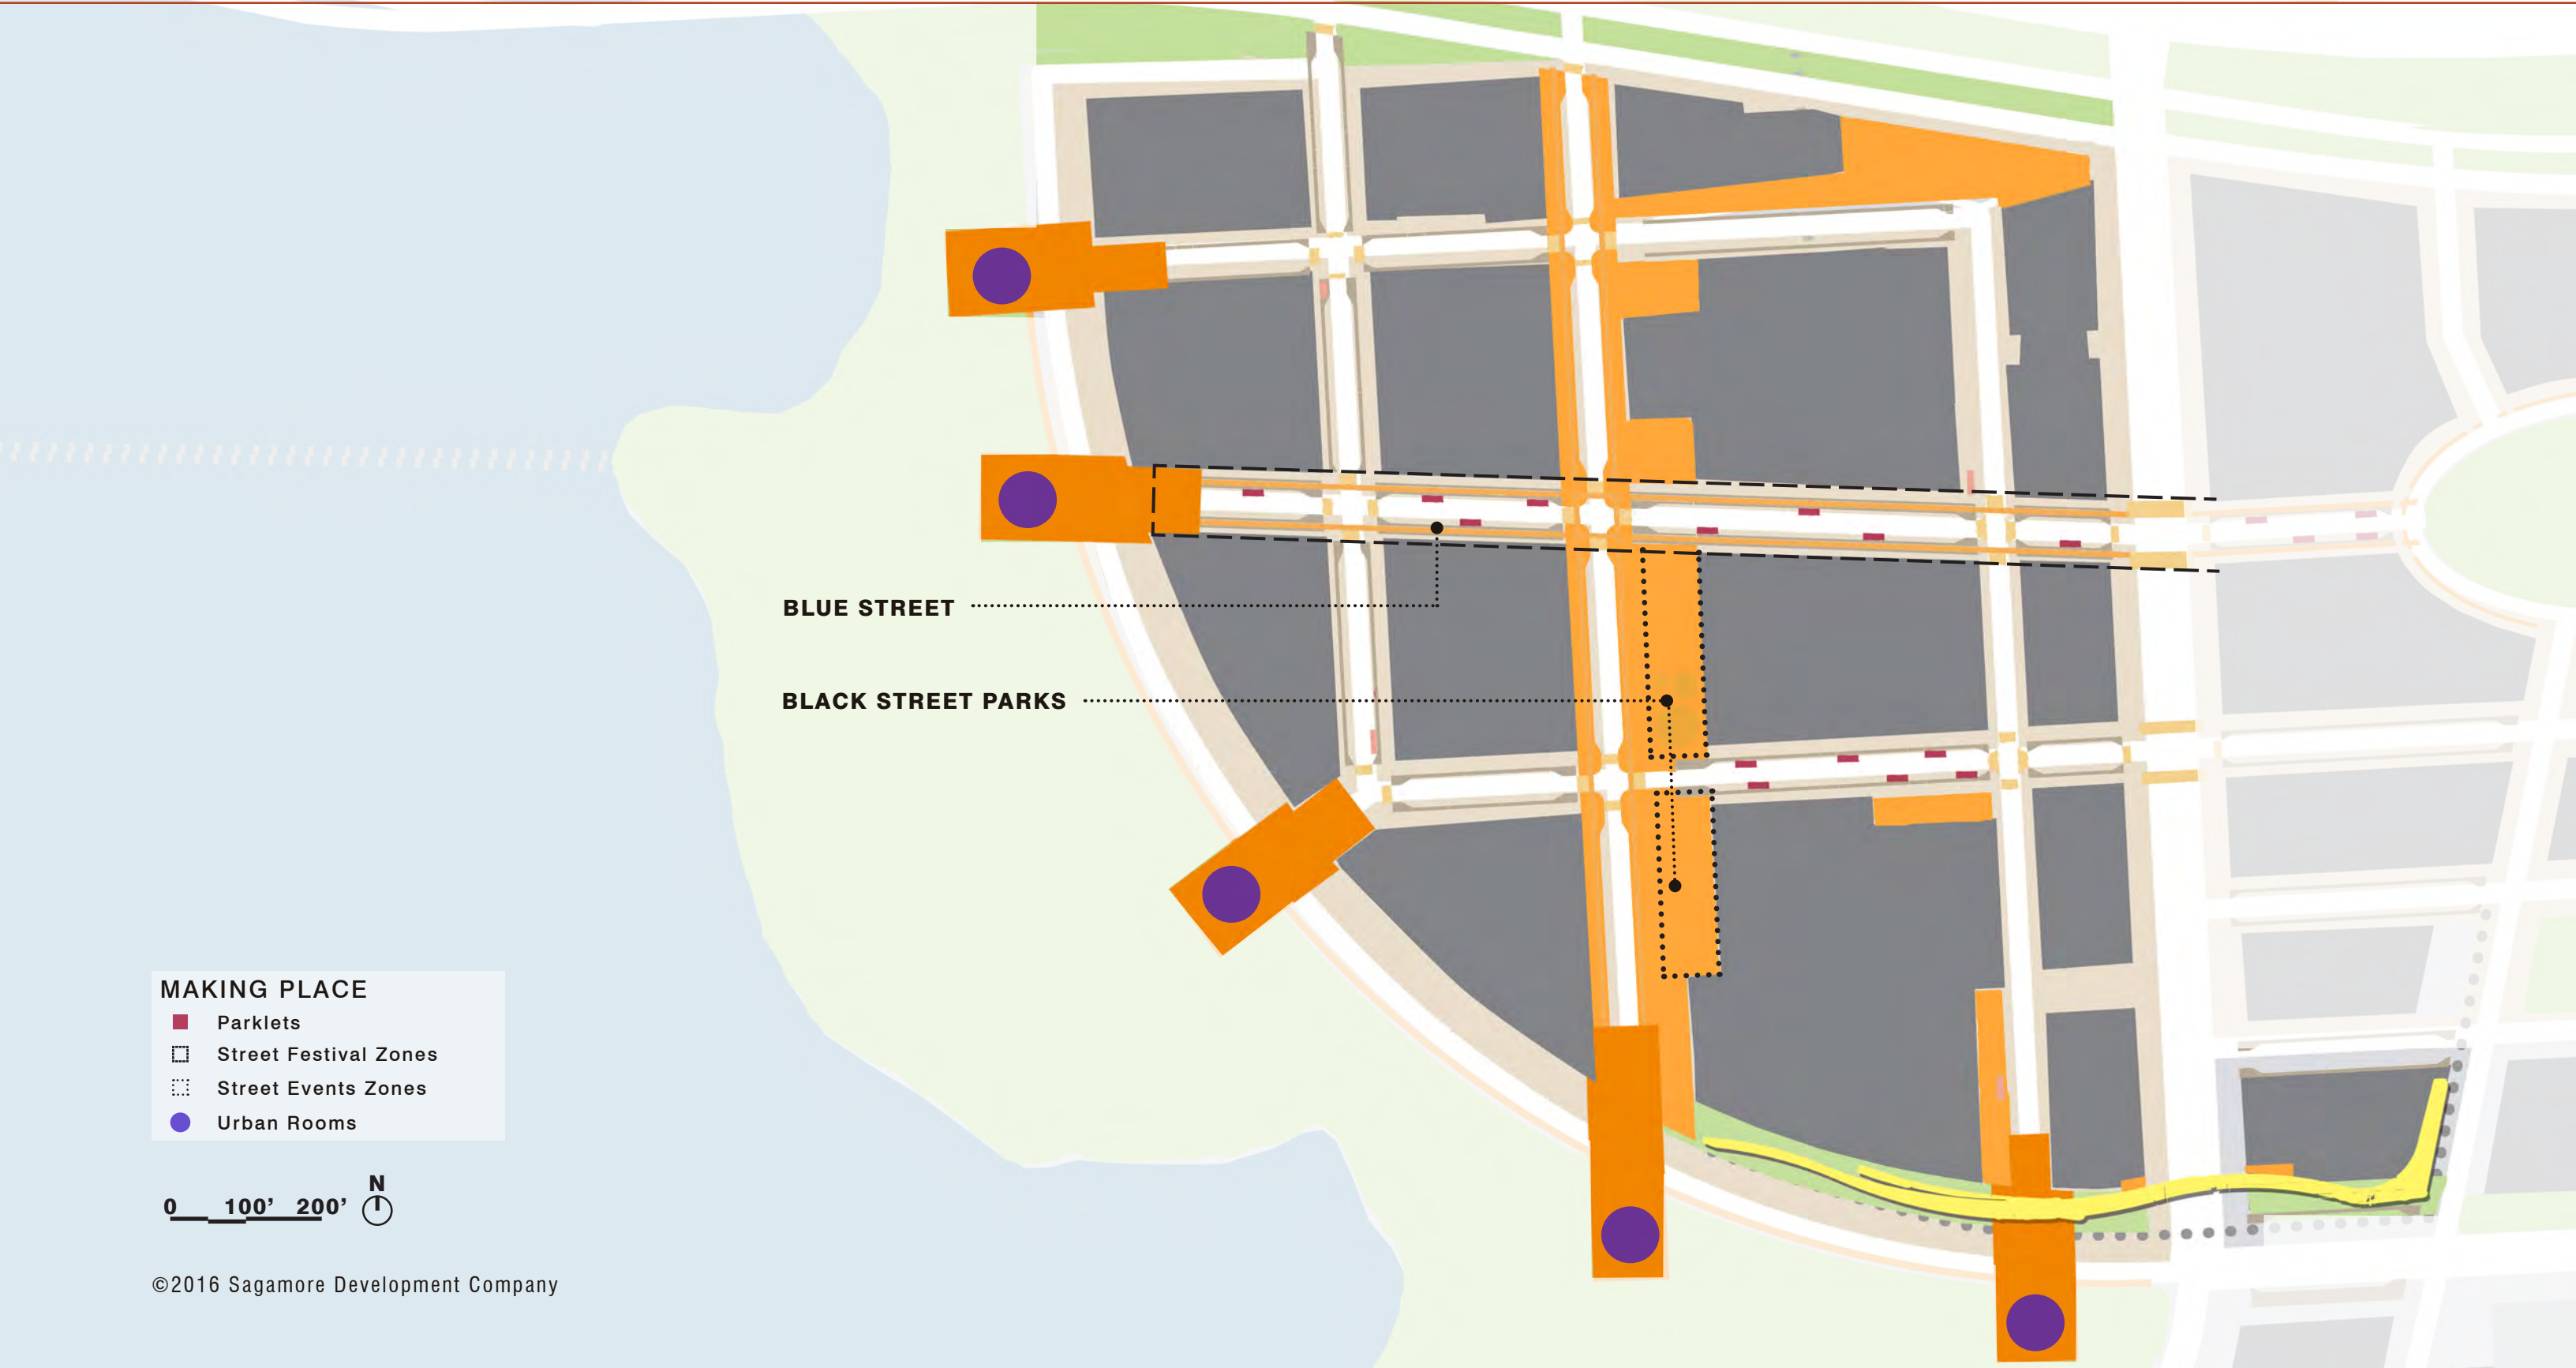 BLUE STREET
BLACK STREET PARKS
MAKING PLACE
Parklets
Street Festival Zones
Street Events Zones
Urban Rooms
N
0 100’ 200’
©2016 Sagamore Development Company